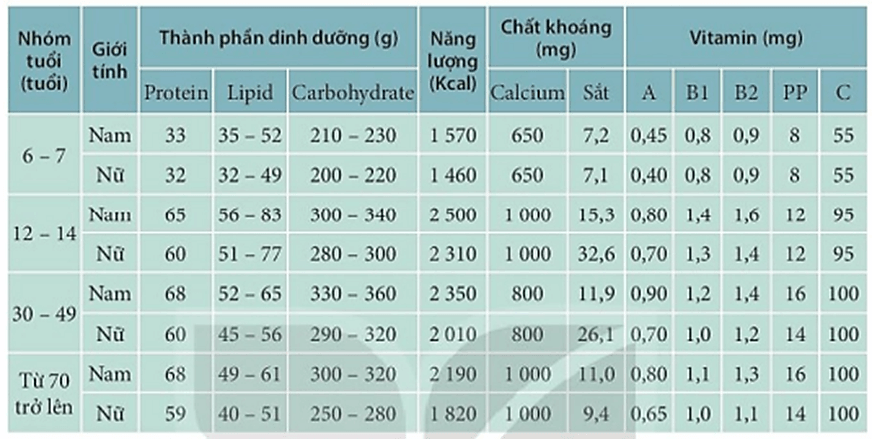 Nhóm tuổi (tuổi) Giới tính Thành phần dinh dưỡng (g) Năng lượng (Kcal) Chất khoáng (mg) Vitamin (mg)
Protein Lipid Carbohydrate Calcium Sắt A B1 B2 PP C
6 – 7 Nam 33 35 – 52 210 – 230 1 570 650 7,2 0,45 0,8 0,9 8 55
Nữ 32 32 – 49 200 – 220 1 460 650 7,1 0,40 0,8 0,9 8 55
12 – 14 Nam 65 56 – 83 300 – 340 2 500 1 000 15,3 0,80 1,4 1,6 12 95
Nữ 60 51 – 77 280 – 300 2 310 1 000 32,6 0,70 1,3 1,4 12 95
30 – 49 Nam 68 52 – 65 330 – 360 2 350 800 11,9 0,90 1,2 1,4 16 100
Nữ 60 45 – 56 290 – 320 2 010 800 26,1 0,70 1,0 1,2 14 100
Từ 70 trở lên Nam 68 49 – 61 300 – 320 2 190 1 000 11,0 0,80 1,1 1,3 16 100
Nữ 59 40 – 51 250 – 280 1 820 1 000 9,4 0,65 1,0 1,1 14 100